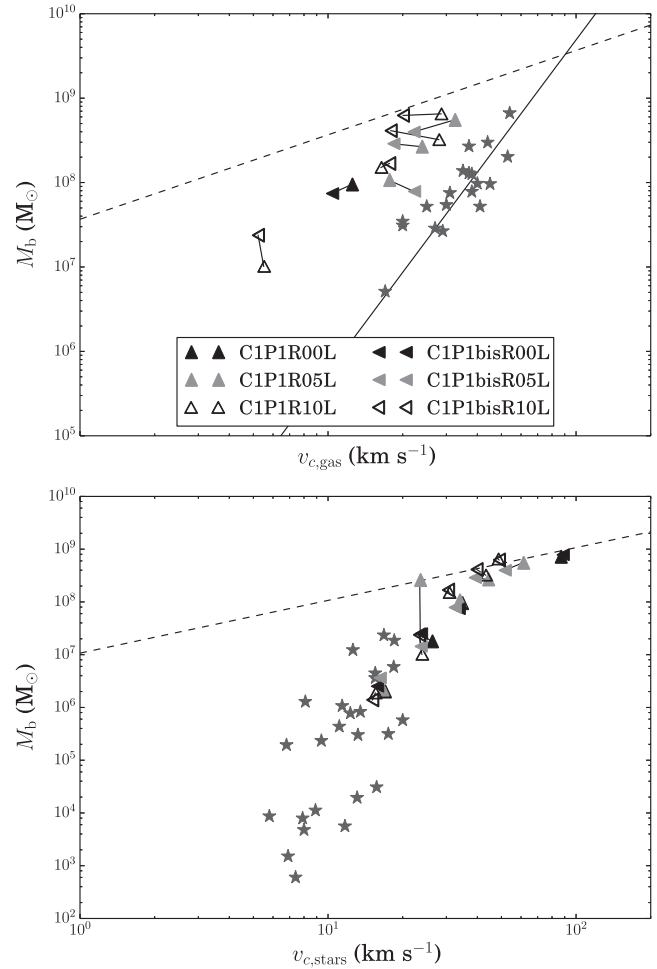 10^10
10^9
10^8
10^7
10^6
10^5
M_b (M_⊙)
C1P1R00L C1P1bisR00L
C1P1R05L C1P1bisR05L
C1P1R10L C1P1bisR10L
v_c,gas (km s^−1)
10^10
10^9
10^8
10^7
10^6
10^5
10^4
10^3
10^2
M_b (M_⊙)
10^0 10^1 10^2
v_c,stars (km s^−1)